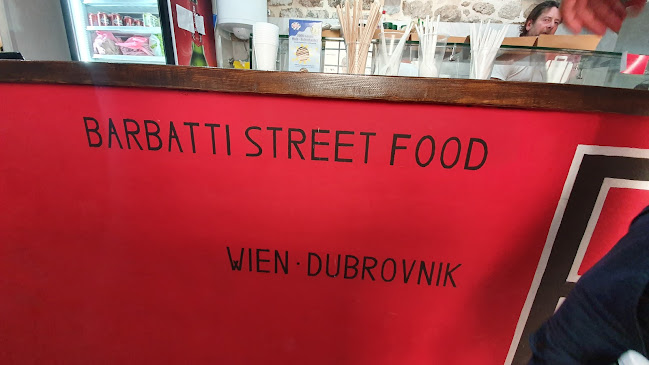 BARBATTI STREET FOOD
WIEN · DUBROVNIK